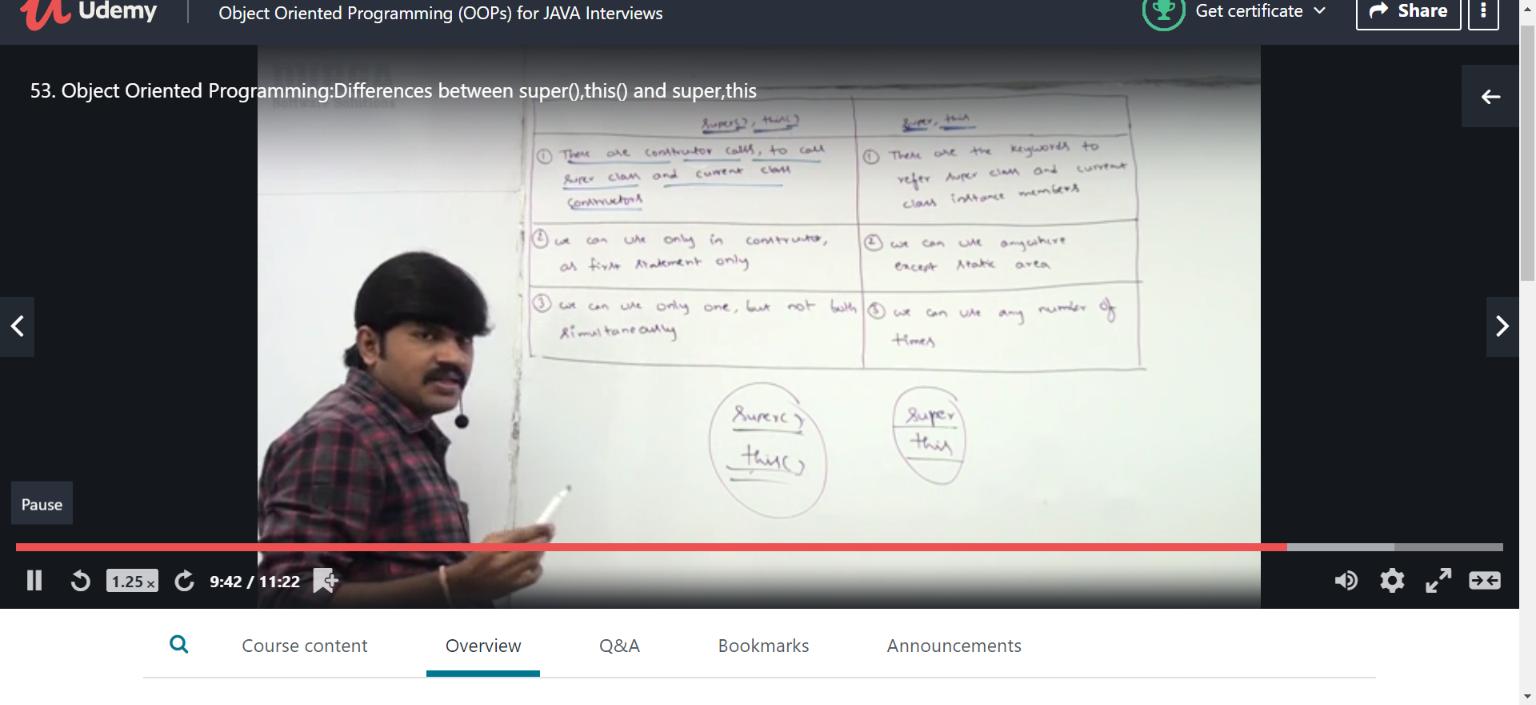 Udemy
Object Oriented Programming (OOPs) for JAVA Interviews
Get certificate
Share
53. Object Oriented Programming:Differences between super(),this() and super,this
super(), this()
super, this
① These are constructor calls, to call
super class and current class
constructors
① These are the keywords to
refer super class and current
class instance members
② we can use only in constructor,
as first statement only
② we can use anywhere
except static area
③ we can use only one, but not both
simultaneously
③ we can use any number of
times
super()
this()
super
this
Pause
1.25 x
9:42 / 11:22
Course content
Overview
Q&A
Bookmarks
Announcements